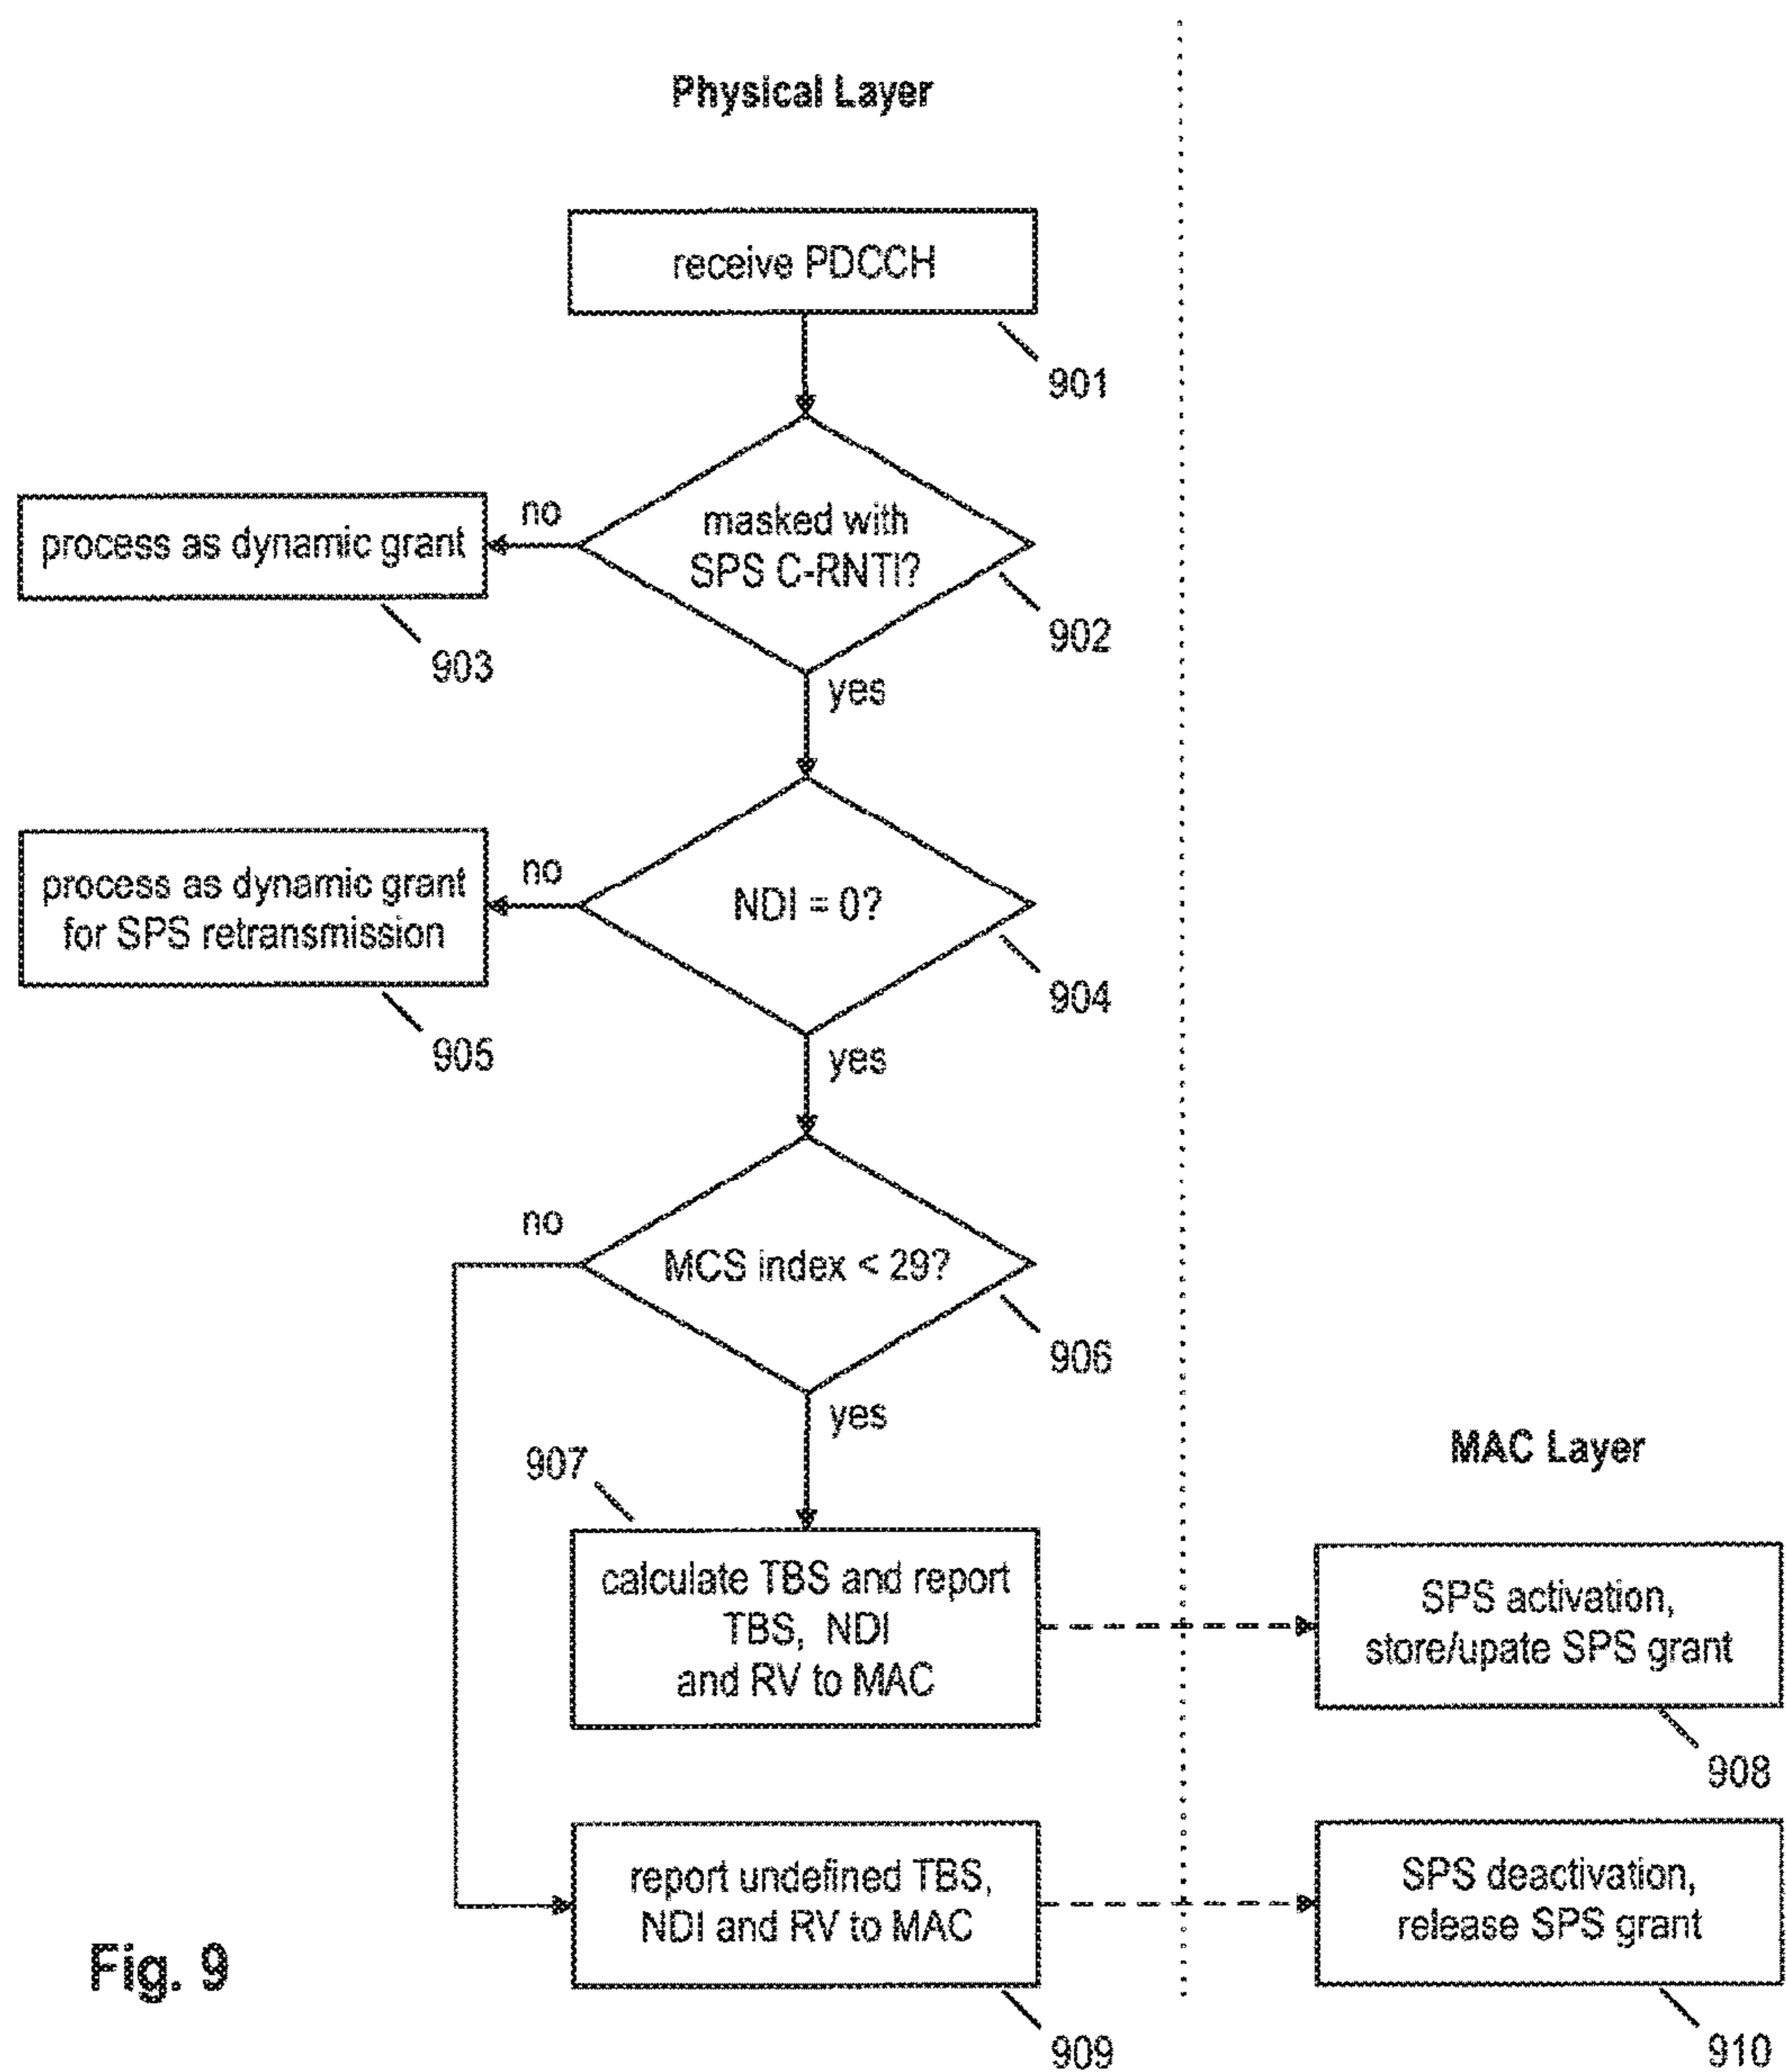 Physical Layer
receive PDCCH
901
masked with
SPS C-RNTI?
902
no
process as dynamic grant
903
yes
NDI = 0?
904
no
process as dynamic grant
for SPS retransmission
905
yes
MCS index < 29?
906
no
yes
907
calculate TBS and report
TBS, NDI
and RV to MAC
MAC Layer
SPS activation,
store/upate SPS grant
908
report undefined TBS,
NDI and RV to MAC
909
SPS deactivation,
release SPS grant
910
Fig. 9